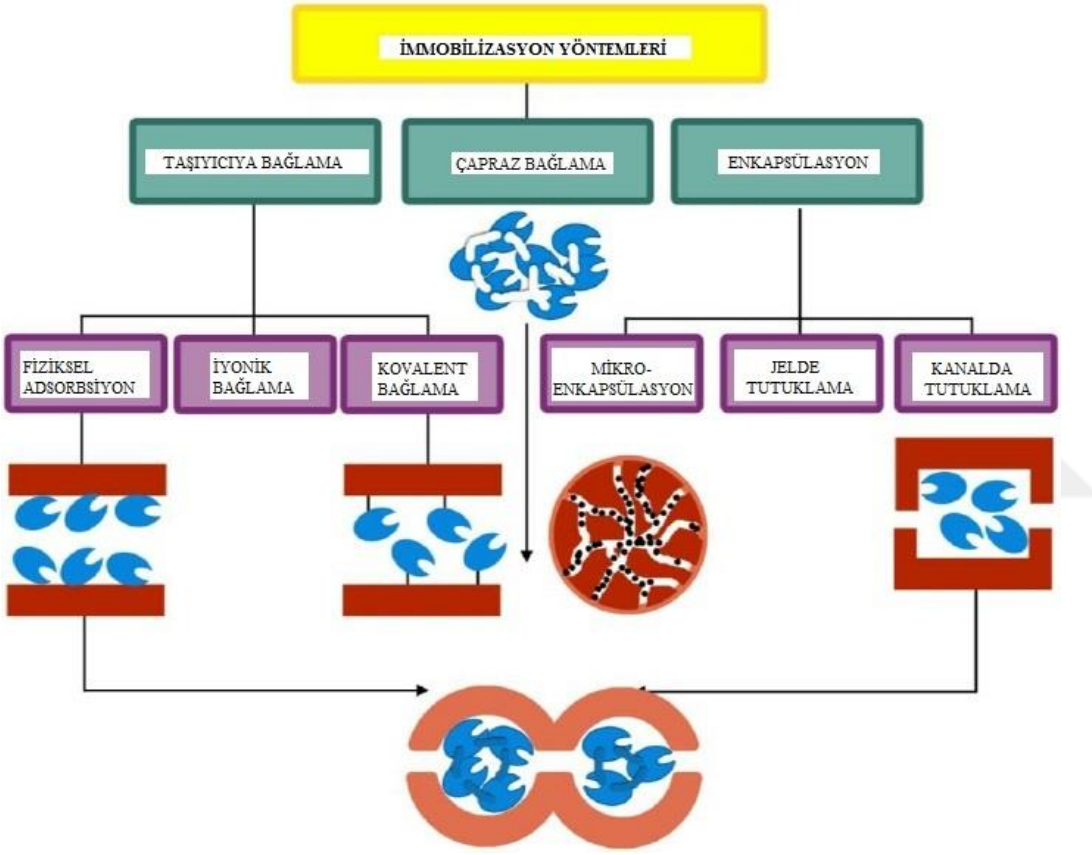 İMMOBİLİZASYON YÖNTEMLERİ
TAŞIYICIYA BAĞLAMA
ÇAPRAZ BAĞLAMA
ENKAPSÜLASYON
FİZİKSEL
ADSORBSİYON
İYONİK
BAĞLAMA
KOVALENT
BAĞLAMA
MİKRO-
ENKAPSÜLASYON
JELDE
TUTUKLAMA
KANALDA
TUTUKLAMA